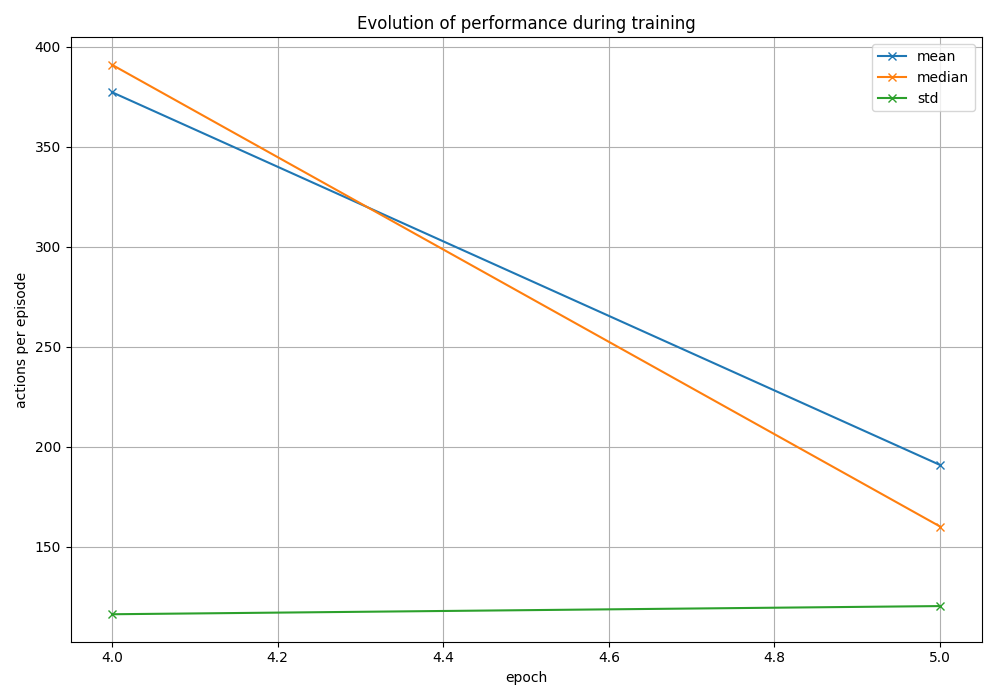 Evolution of performance during training
400
350
300
250
200
150
actions per episode
mean
median
std
4.0
4.2
4.4
4.6
4.8
5.0
epoch